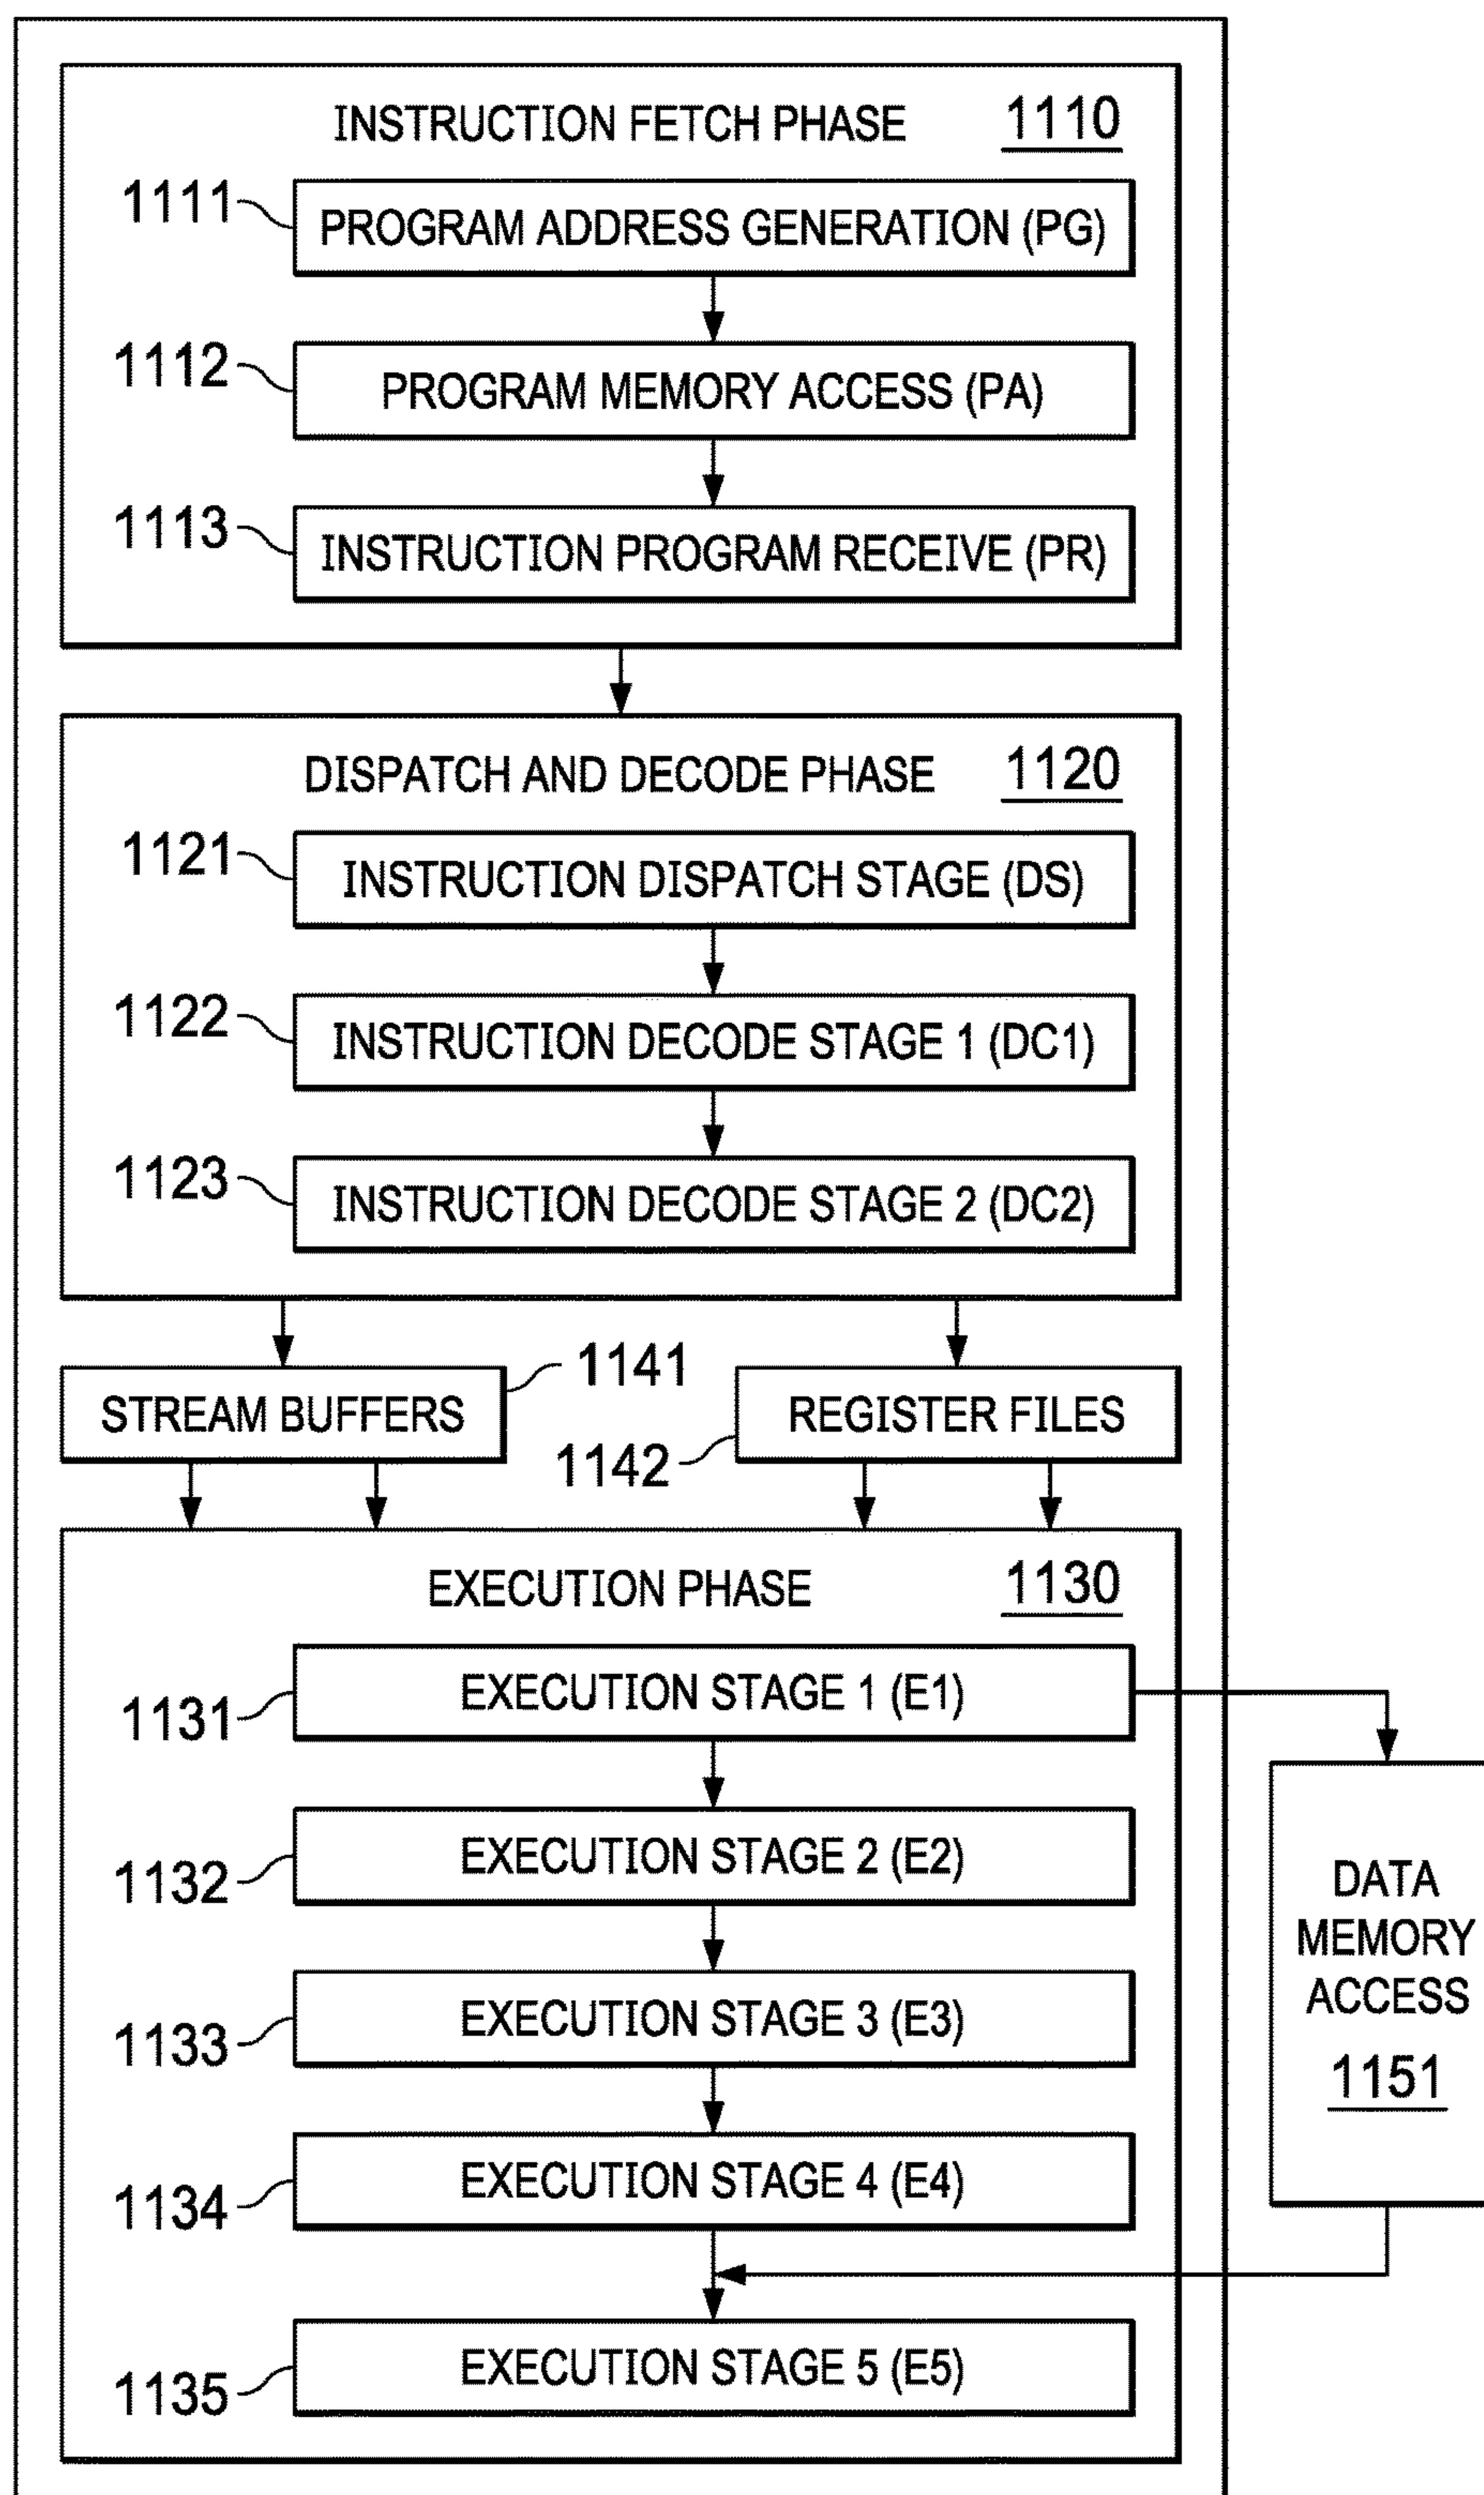 INSTRUCTION FETCH PHASE 1110
1111 PROGRAM ADDRESS GENERATION (PG)
1112 PROGRAM MEMORY ACCESS (PA)
1113 INSTRUCTION PROGRAM RECEIVE (PR)
DISPATCH AND DECODE PHASE 1120
1121 INSTRUCTION DISPATCH STAGE (DS)
1122 INSTRUCTION DECODE STAGE 1 (DC1)
1123 INSTRUCTION DECODE STAGE 2 (DC2)
STREAM BUFFERS 1141
1142 REGISTER FILES
EXECUTION PHASE 1130
1131 EXECUTION STAGE 1 (E1)
1132 EXECUTION STAGE 2 (E2)
1133 EXECUTION STAGE 3 (E3)
1134 EXECUTION STAGE 4 (E4)
1135 EXECUTION STAGE 5 (E5)
DATA
MEMORY
ACCESS
1151